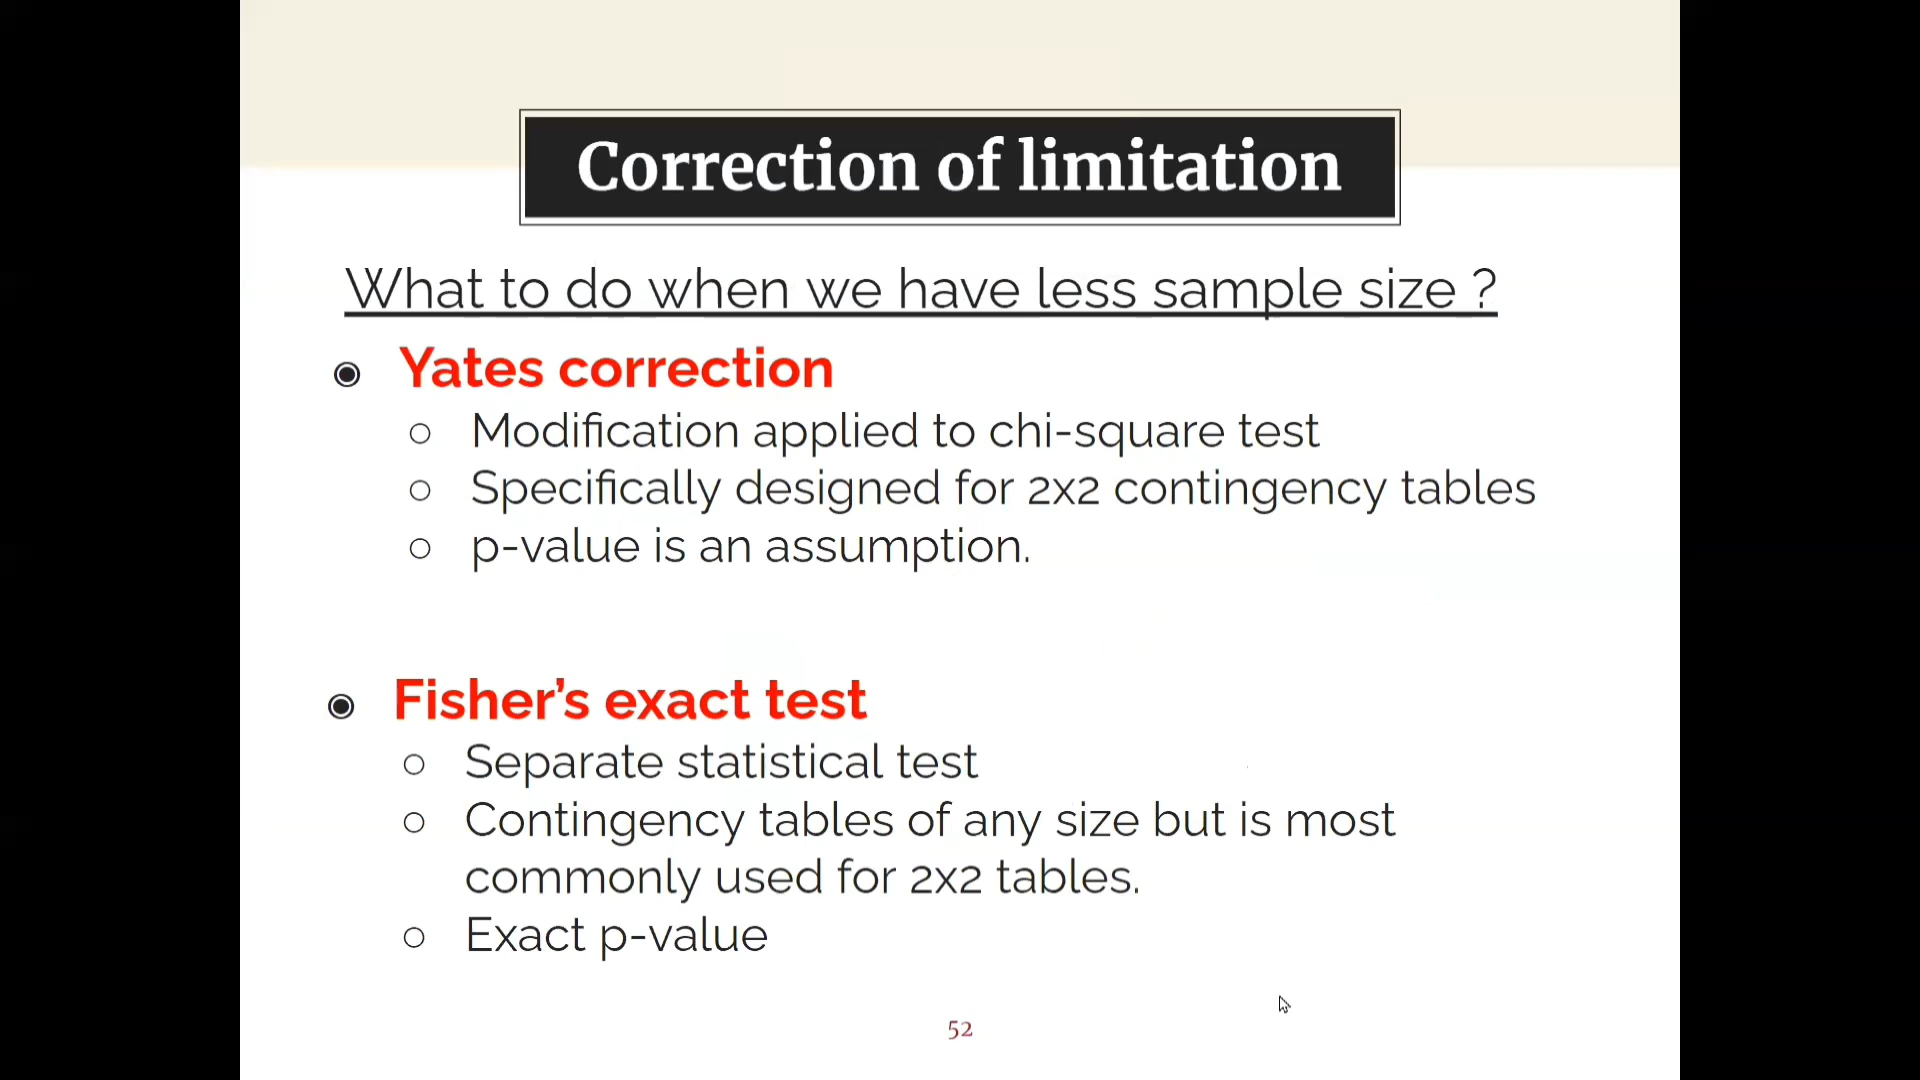 Correction of limitation
What to do when we have less sample size ?
Yates correction
Modification applied to chi-square test
Specifically designed for 2x2 contingency tables
p-value is an assumption.
Fisher’s exact test
Separate statistical test
Contingency tables of any size but is most
commonly used for 2x2 tables.
Exact p-value
52